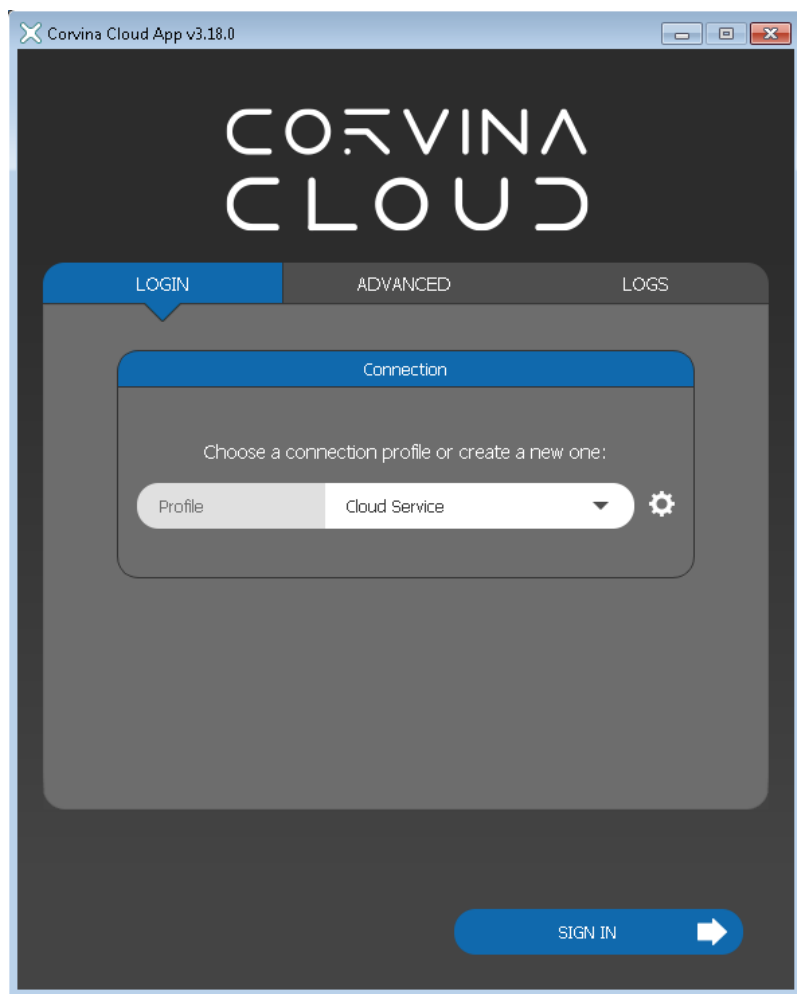 Corvina Cloud App v3.18.0
CORVINA
CLOUD
LOGIN ADVANCED LOGS
Connection
Choose a connection profile or create a new one:
Profile Cloud Service
SIGN IN